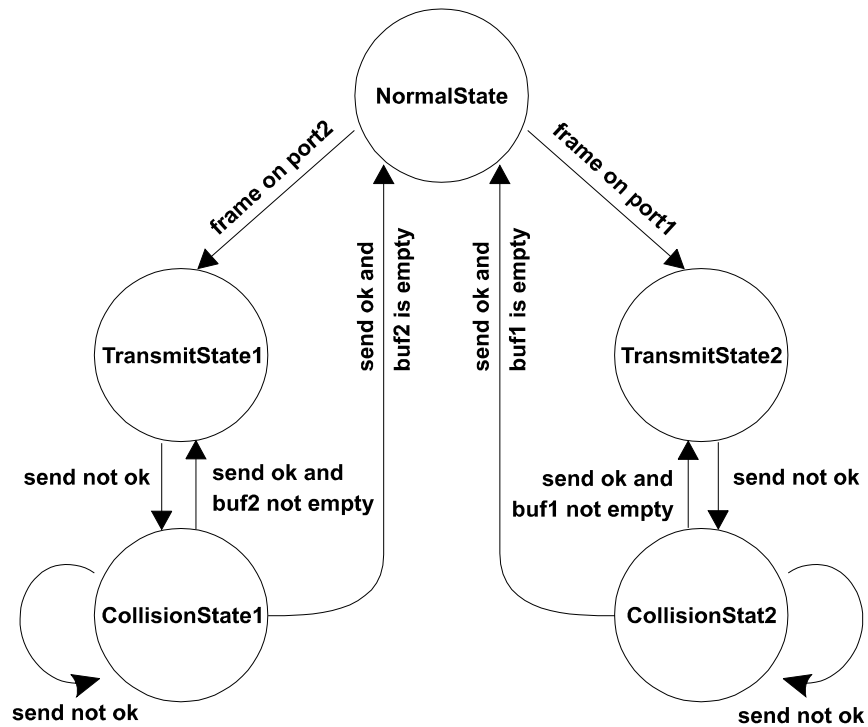 NormalState
frame on port2
frame on port1
send ok and
buf2 is empty
send ok and
buf1 is empty
TransmitState1
TransmitState2
send not ok
send ok and
buf2 not empty
send ok and
buf1 not empty
send not ok
CollisionState1
CollisionStat2
send not ok
send not ok